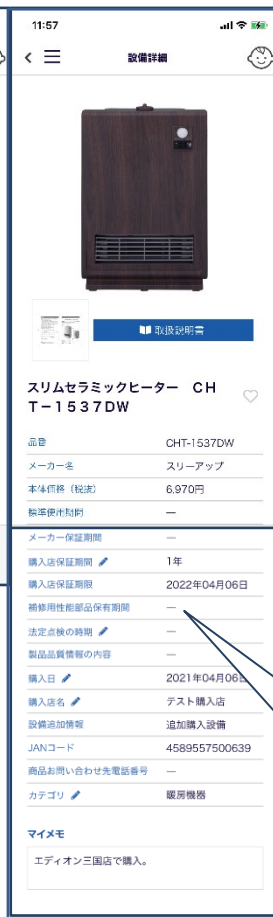 11:57
設備詳細
取扱説明書
スリムセラミックヒーター CH
T-1537DW
品番 CHT-1537DW
メーカー名 スリーアップ
本体価格（税抜） 6,970円
標準使用期間 —
メーカー保証期間 —
購入店保証期間 1年
購入店保証期限 2022年04月06日
補修用性能部品保有期間 —
法定点検の時期 —
製品品質情報の内容 —
購入日 2021年04月06日
購入店名 テスト購入店
設備追加情報 追加購入設備
JANコード 4589557500639
商品お問い合わせ先電話番号 —
カテゴリ 暖房機器
マイメモ
エディオン三国店で購入。